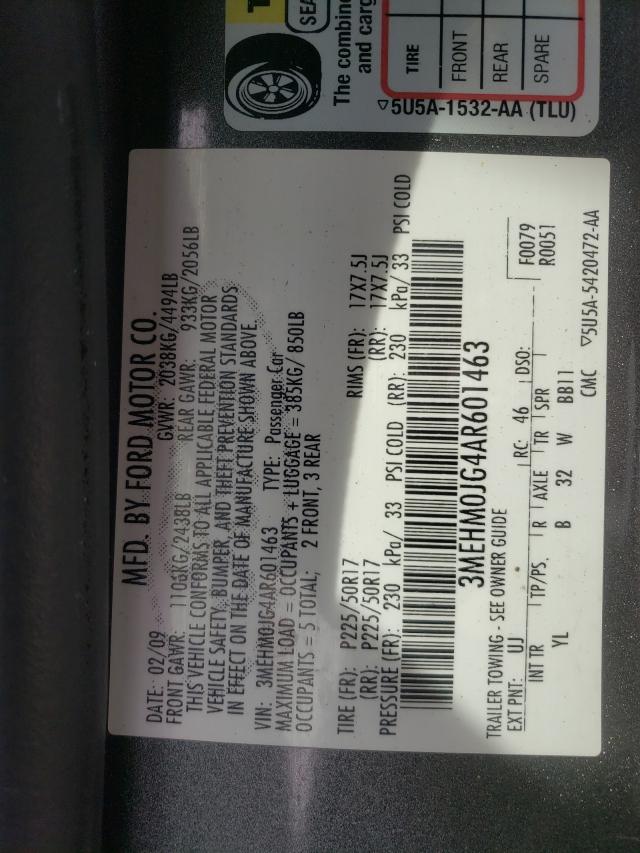 SEA
The combine
and carg
TIRE
FRONT
REAR
SPARE
▽5U5A-1532-AA (TLU)
MFD. BY FORD MOTOR CO.
DATE: 02/09 GVWR: 2038KG/4494LB
FRONT GAWR: 1106KG/2438LB REAR GAWR: 933KG/2056LB
THIS VEHICLE CONFORMS TO ALL APPLICABLE FEDERAL MOTOR
VEHICLE SAFETY, BUMPER, AND THEFT PREVENTION STANDARDS
IN EFFECT ON THE DATE OF MANUFACTURE SHOWN ABOVE.
VIN: 3MEHM0JG4AR601463 TYPE: Passenger Car
MAXIMUM LOAD = OCCUPANTS + LUGGAGE = 385KG/ 850LB
OCCUPANTS = 5 TOTAL; 2 FRONT, 3 REAR
TIRE (FR): P225/50R17 RIMS (FR): 17X7.5J
(RR): P225/50R17 (RR): 17X7.5J
PRESSURE (FR): 230 kPa/ 33 PSI COLD (RR): 230 kPa/ 33 PSI COLD
3MEHM0JG4AR601463
TRAILER TOWING - SEE OWNER GUIDE
F0079
EXT PNT: UJ RC: 46 DSO: R0051
INT TR TP/PS. R AXLE TR SPR
YL B 32 W BB11
CMC ▽5U5A-5420472-AA